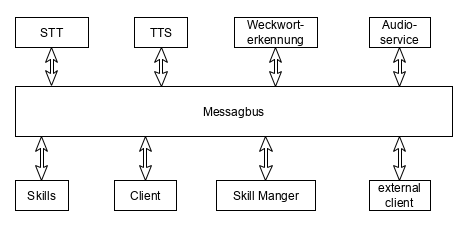 STT
TTS
Weckwort-
erkennung
Audio-
service
Messagbus
Skills
Client
Skill Manger
external
client